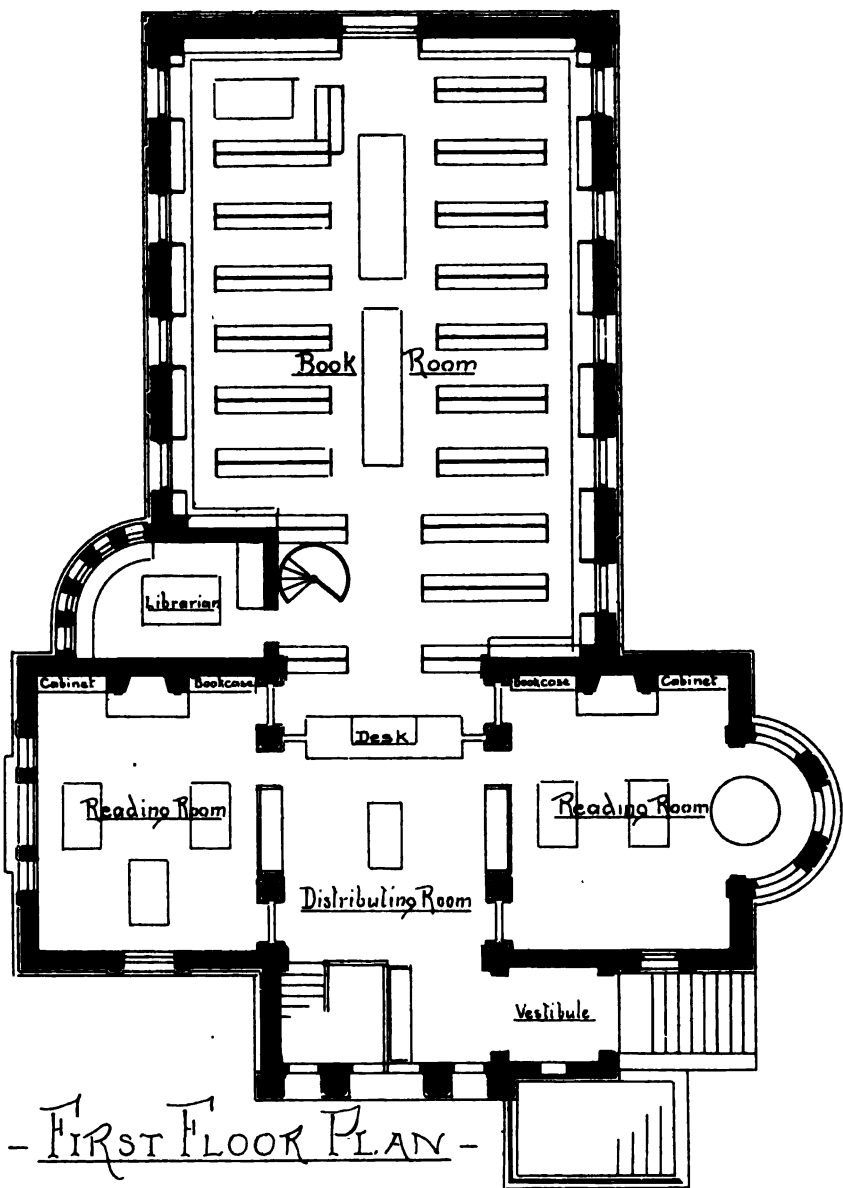 Book Room
Librarian
Cabinet Bookcase Bookcase Cabinet
Desk
Reading Room Reading Room
Distributing Room
Vestibule
- FIRST FLOOR PLAN -